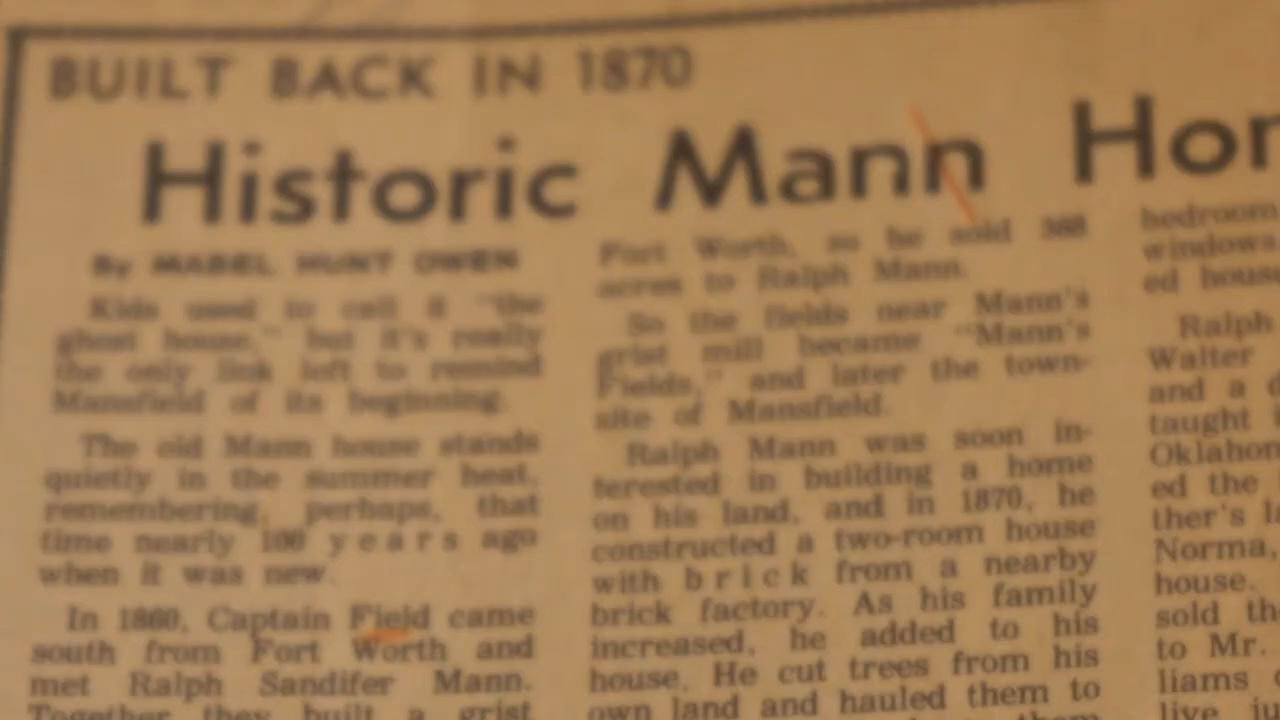 BUILT BACK IN 1870
Historic Mann Hor
By MABEL HUNT OWEN
Kids used to call it "the
ghost house," but it's really
the only link left to remind
Mansfield of its beginning.
The old Mann house stands
quietly in the summer heat,
remembering, perhaps, that
time nearly 100 years ago
when it was new.
In 1860, Captain Field came
south from Fort Worth and
met Ralph Sandifer Mann.
Together they built a grist
Fort Worth, so he sold 368
acres to Ralph Mann.
So the fields near Mann's
grist mill became "Mann's
Fields," and later the town-
site of Mansfield.
Ralph Mann was soon in-
terested in building a home
on his land, and in 1870, he
constructed a two-room house
with brick from a nearby
brick factory. As his family
increased, he added to his
house. He cut trees from his
own land and hauled them to
them
bedroom
windows
ed hous
Ralph
Walter
and a
taught
Oklahon
ed the
ther's l
Norma,
house.
sold th
to Mr.
liams
live ju